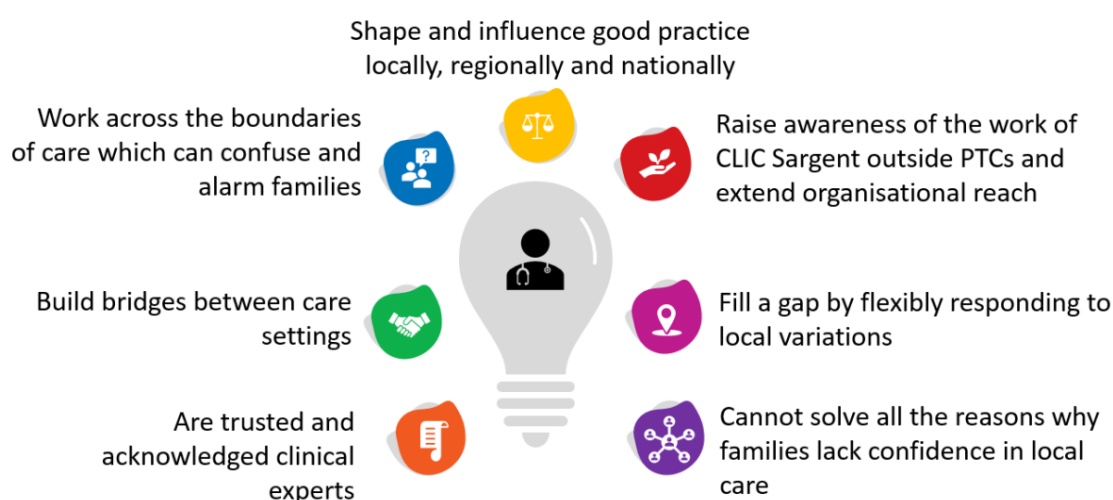 Shape and influence good practice
locally, regionally and nationally
Work across the boundaries
of care which can confuse and
alarm families
?
Raise awareness of the work of
CLIC Sargent outside PTCs and
extend organisational reach
Build bridges between care
settings
Fill a gap by flexibly responding to
local variations
Are trusted and
acknowledged clinical
experts
Cannot solve all the reasons why
families lack confidence in local
care